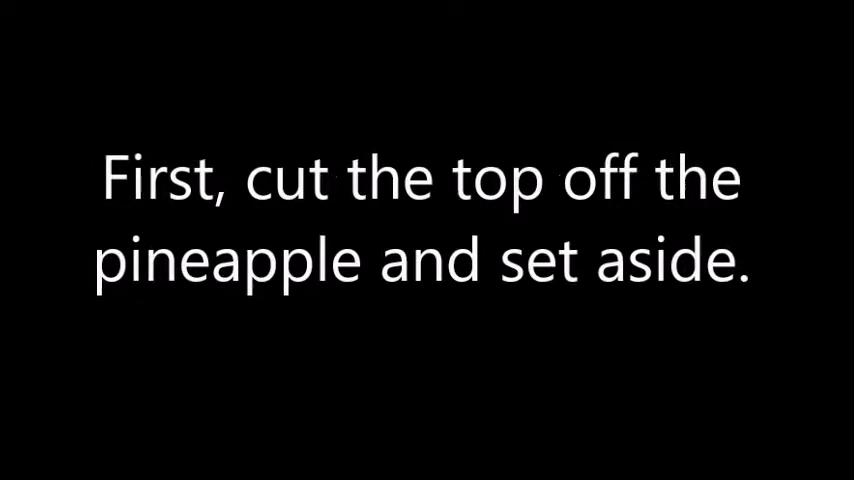 First, cut the top off the
pineapple and set aside.